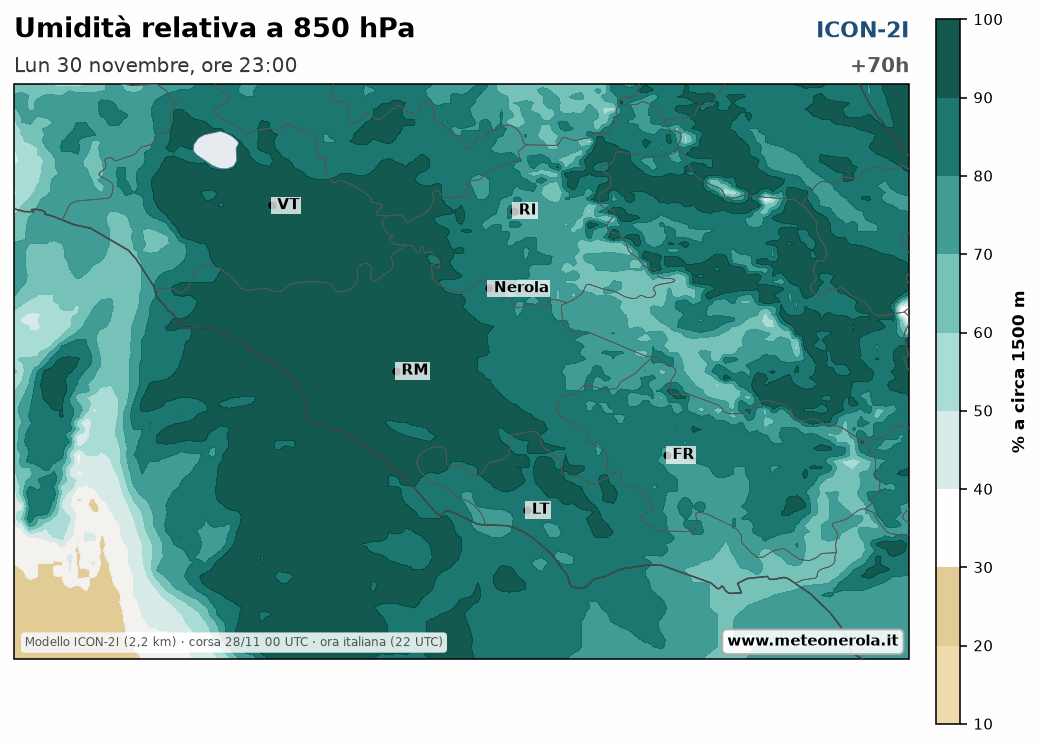 Umidità relativa a 850 hPa
ICON-2I
Lun 30 novembre, ore 23:00
+70h
100
90
80
70
60
50
40
30
20
10
% a circa 1500 m
VT
RI
Nerola
RM
FR
LT
Modello ICON-2I (2,2 km) · corsa 28/11 00 UTC · ora italiana (22 UTC)
www.meteonerola.it